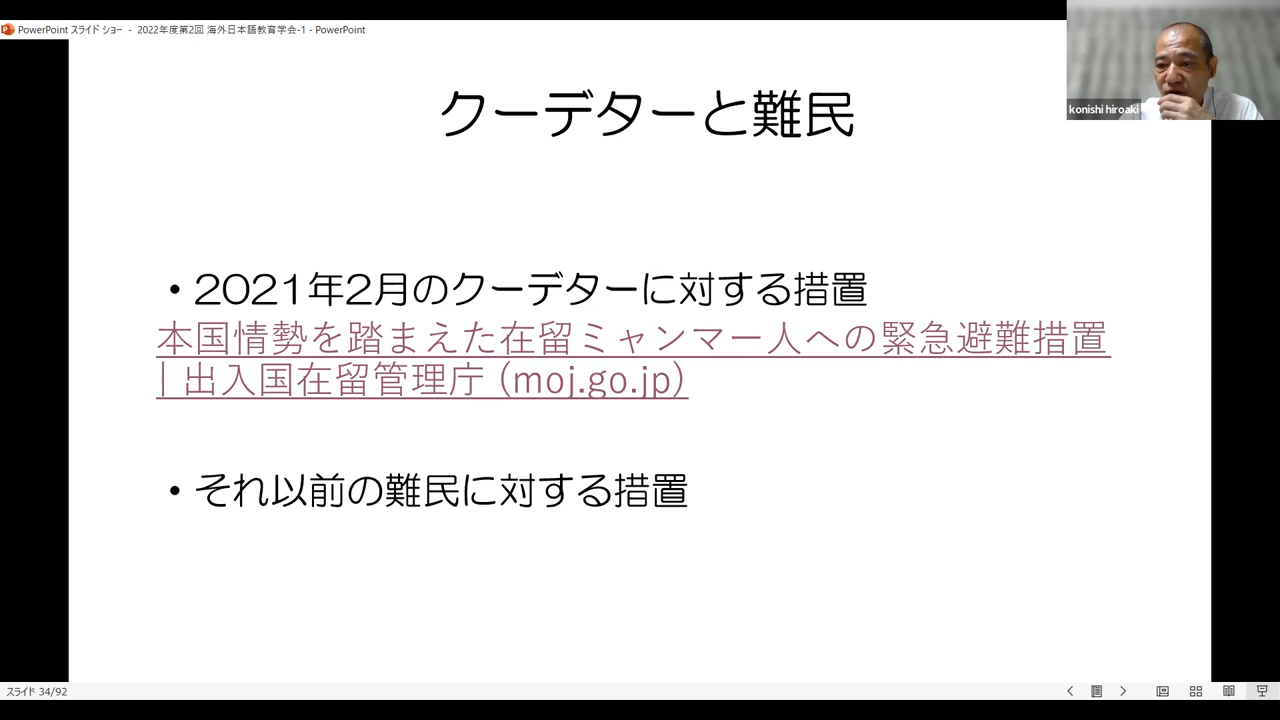 PowerPoint スライド ショー - 2022年度第2回 海外日本語教育学会-1 - PowerPoint
konishi hiroaki
クーデターと難民
• 2021年2月のクーデターに対する措置
本国情勢を踏まえた在留ミャンマー人への緊急避難措置
| 出入国在留管理庁 (moj.go.jp)
• それ以前の難民に対する措置
スライド 34/92